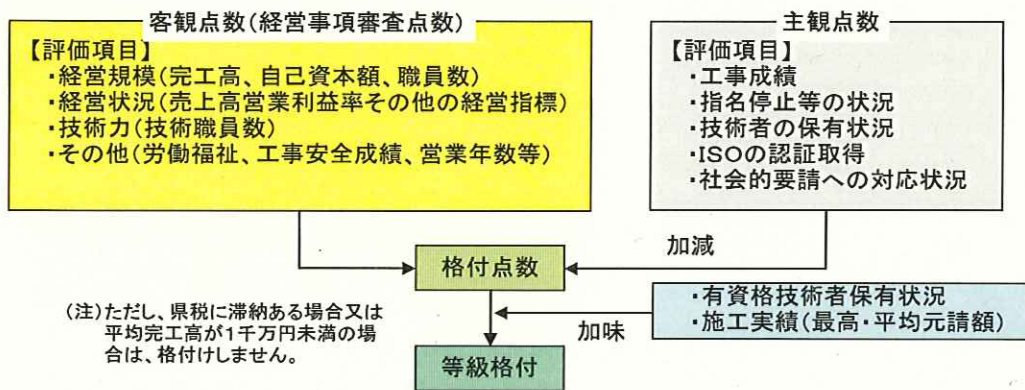 客観点数(経営事項審査点数)
【評価項目】
・経営規模(完工高、自己資本額、職員数)
・経営状況(売上高営業利益率その他の経営指標)
・技術力(技術職員数)
・その他(労働福祉、工事安全成績、営業年数等)
主観点数
【評価項目】
・工事成績
・指名停止等の状況
・技術者の保有状況
・ISOの認証取得
・社会的要請への対応状況
加減
格付点数
(注)ただし、県税に滞納ある場合又は
平均完工高が1千万円未満の場
合は、格付けしません。
・有資格技術者保有状況
・施工実績(最高・平均元請額)
加味
等級格付